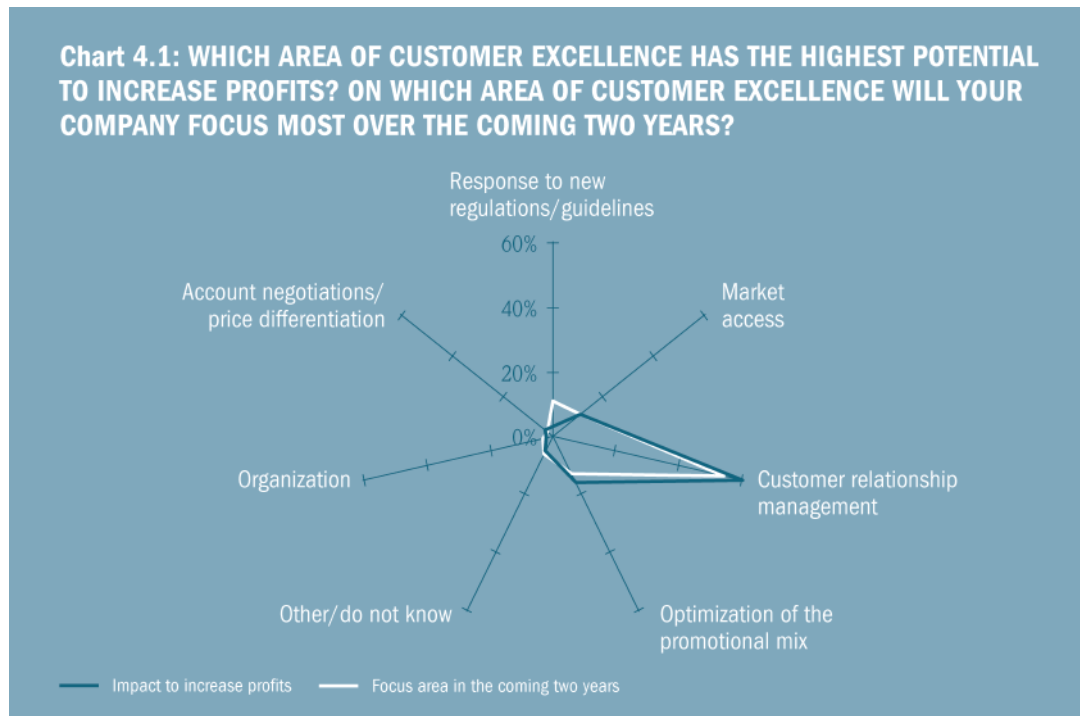 Chart 4.1: WHICH AREA OF CUSTOMER EXCELLENCE HAS THE HIGHEST POTENTIAL
TO INCREASE PROFITS? ON WHICH AREA OF CUSTOMER EXCELLENCE WILL YOUR
COMPANY FOCUS MOST OVER THE COMING TWO YEARS?
Response to new
regulations/guidelines
60%
40%
20%
0%
Account negotiations/
price differentiation
Market
access
Organization
Customer relationship
management
Other/do not know
Optimization of the
promotional mix
Impact to increase profits
Focus area in the coming two years